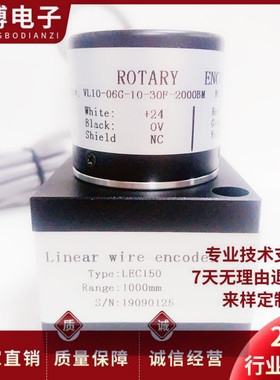 博电子
GBODIANZI
ROTARY ENC
VL10-06G-10-30F-2000BM
White: +24
Black: 0V
Shield NC
Linear wire encode
Type:LEC150
Range:1000mm
S/N:19090125
专业技术支
7天无理由退
来样定制
质 诚
家直销 质量保证 诚信经营
行业